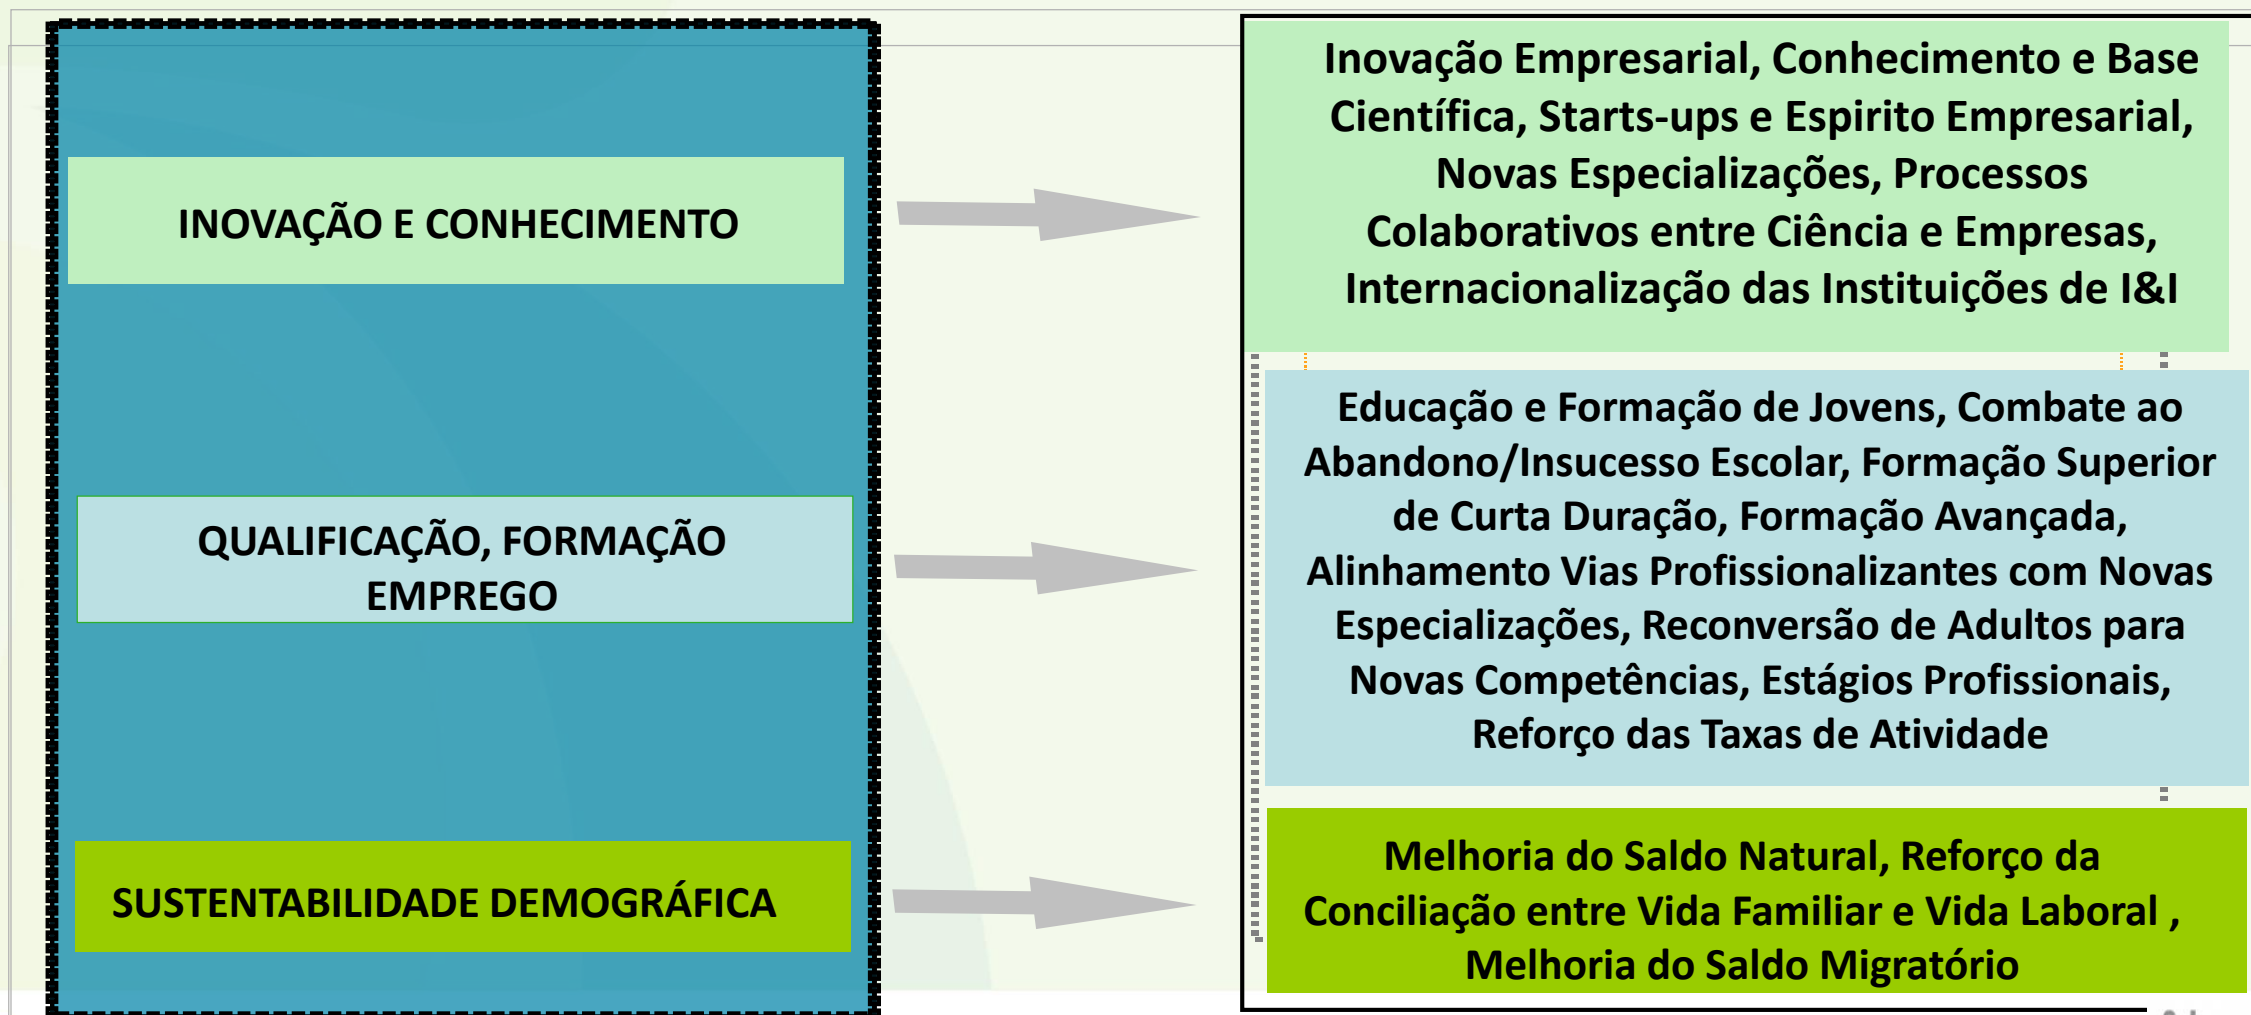 INOVAÇÃO E CONHECIMENTO
Inovação Empresarial, Conhecimento e Base
Científica, Starts-ups e Espirito Empresarial,
Novas Especializações, Processos
Colaborativos entre Ciência e Empresas,
Internacionalização das Instituições de I&I
QUALIFICAÇÃO, FORMAÇÃO
EMPREGO
Educação e Formação de Jovens, Combate ao
Abandono/Insucesso Escolar, Formação Superior
de Curta Duração, Formação Avançada,
Alinhamento Vias Profissionalizantes com Novas
Especializações, Reconversão de Adultos para
Novas Competências, Estágios Profissionais,
Reforço das Taxas de Atividade
SUSTENTABILIDADE DEMOGRÁFICA
Melhoria do Saldo Natural, Reforço da
Conciliação entre Vida Familiar e Vida Laboral ,
Melhoria do Saldo Migratório